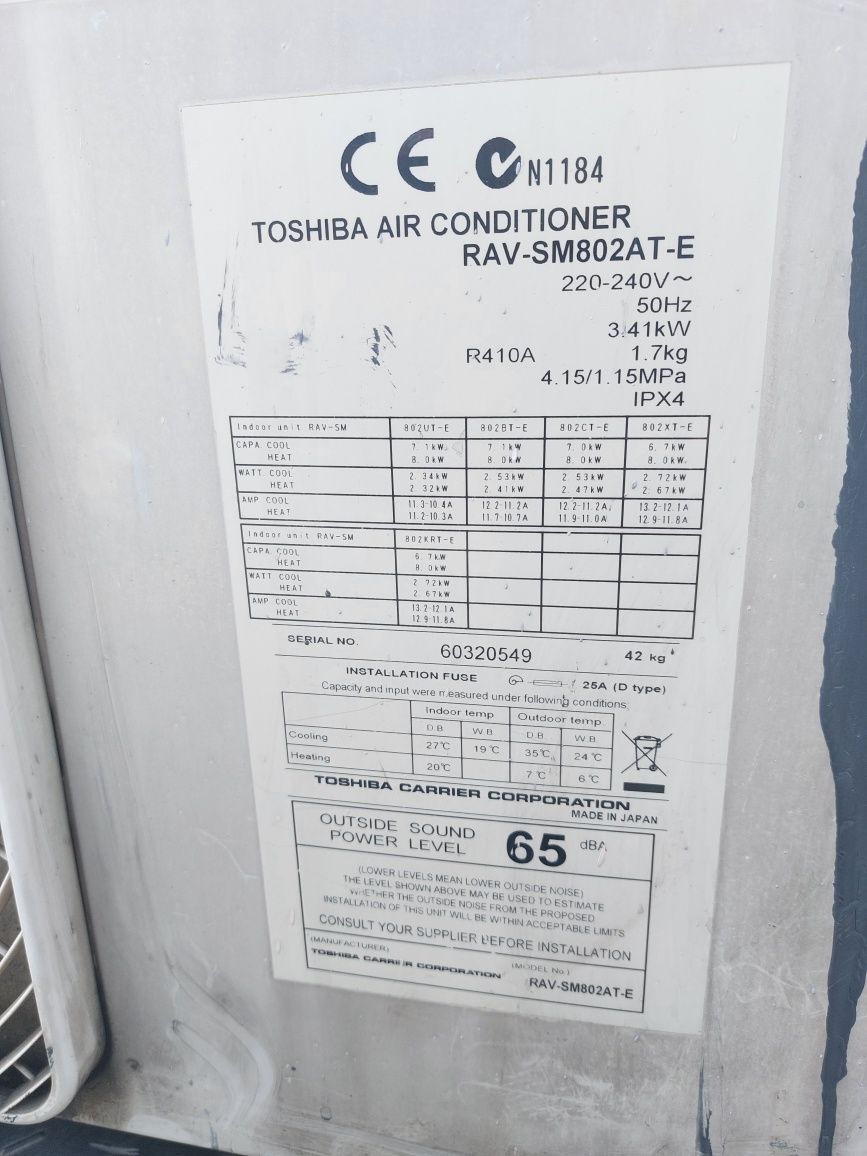 CE N1184
TOSHIBA AIR CONDITIONER
RAV-SM802AT-E
220-240V~
50Hz
3.41kW
R410A 1.7kg
4.15/1.15MPa
IPX4
Indoor unit RAV-SM 802UT-E 802BT-E 802CT-E 802XT-E
CAPA. COOL 7.1kW 7.1kW 7.0kW 6.7kW
HEAT 8.0kW 8.0kW 8.0kW 8.0kW
WATT. COOL 2.34kW 2.53kW 2.53kW 2.72kW
HEAT 2.32kW 2.41kW 2.47kW 2.67kW
AMP. COOL 11.3-10.4A 12.2-11.2A 12.2-11.2A 13.2-12.1A
HEAT 11.2-10.3A 11.7-10.7A 11.9-11.0A 12.9-11.8A
Indoor unit RAV-SM 802KRT-E
CAPA. COOL 6.7kW
HEAT 8.0kW
WATT. COOL 2.72kW
HEAT 2.67kW
AMP. COOL 13.2-12.1A
HEAT 12.9-11.8A
SERIAL NO. 60320549 42 kg
INSTALLATION FUSE 25A (D type)
Capacity and input were measured under following conditions.
Indoor temp Outdoor temp.
D.B. W.B. D.B. W.B.
Cooling 27°C 19°C 35°C 24°C
Heating 20°C 7°C 6°C
TOSHIBA CARRIER CORPORATION
MADE IN JAPAN
OUTSIDE SOUND
POWER LEVEL 65 dBA
(LOWER LEVELS MEAN LOWER OUTSIDE NOISE)
THE LEVEL SHOWN ABOVE MAY BE USED TO ESTIMATE
WHETHER THE OUTSIDE NOISE FROM THE PROPOSED
INSTALLATION OF THIS UNIT WILL BE WITHIN ACCEPTABLE LIMITS
CONSULT YOUR SUPPLIER BEFORE INSTALLATION
(MANUFACTURER) (MODEL No.)
TOSHIBA CARRIER CORPORATION RAV-SM802AT-E